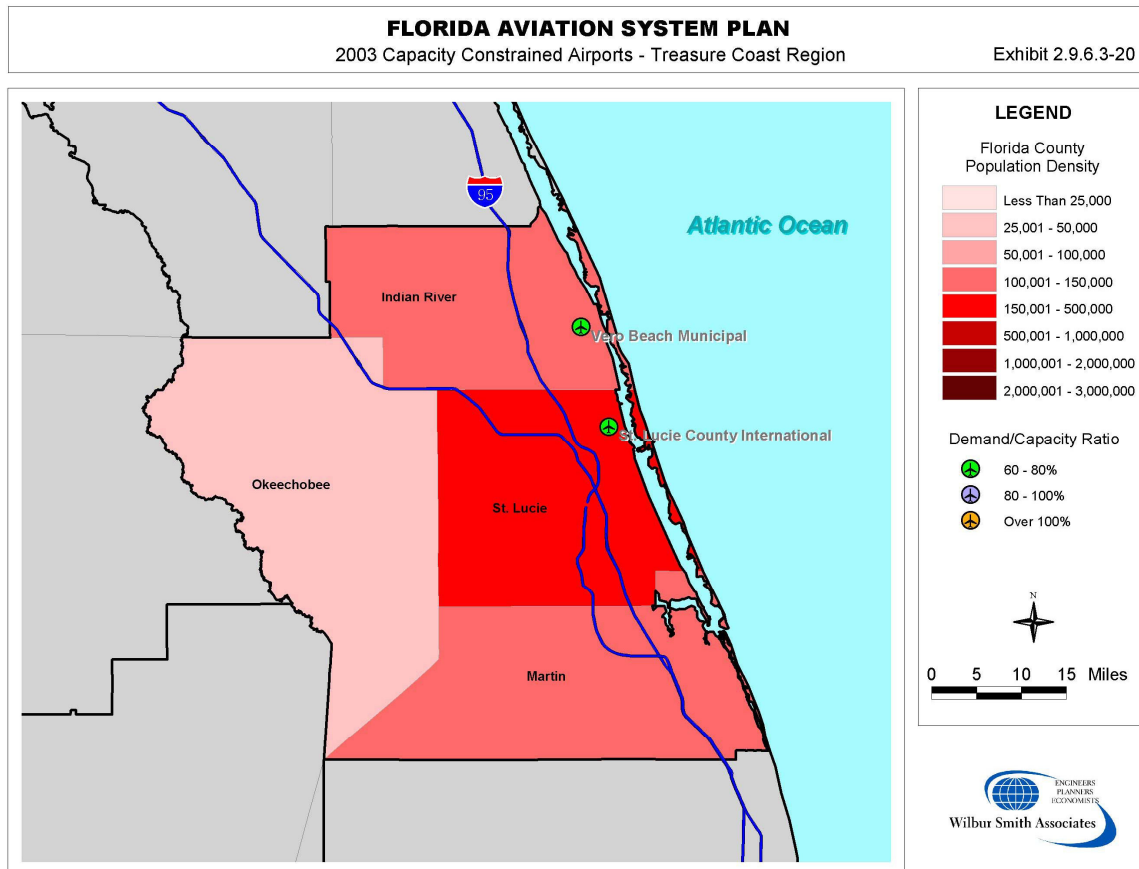 FLORIDA AVIATION SYSTEM PLAN
2003 Capacity Constrained Airports - Treasure Coast Region
Exhibit 2.9.6.3-20
95
Atlantic Ocean
Indian River
Vero Beach Municipal
St. Lucie County International
Okeechobee
St. Lucie
Martin
LEGEND
Florida County
Population Density
Less Than 25,000
25,001 - 50,000
50,001 - 100,000
100,001 - 150,000
150,001 - 500,000
500,001 - 1,000,000
1,000,001 - 2,000,000
2,000,001 - 3,000,000
Demand/Capacity Ratio
60 - 80%
80 - 100%
Over 100%
N
0 5 10 15 Miles
ENGINEERS
PLANNERS
ECONOMISTS
Wilbur Smith Associates